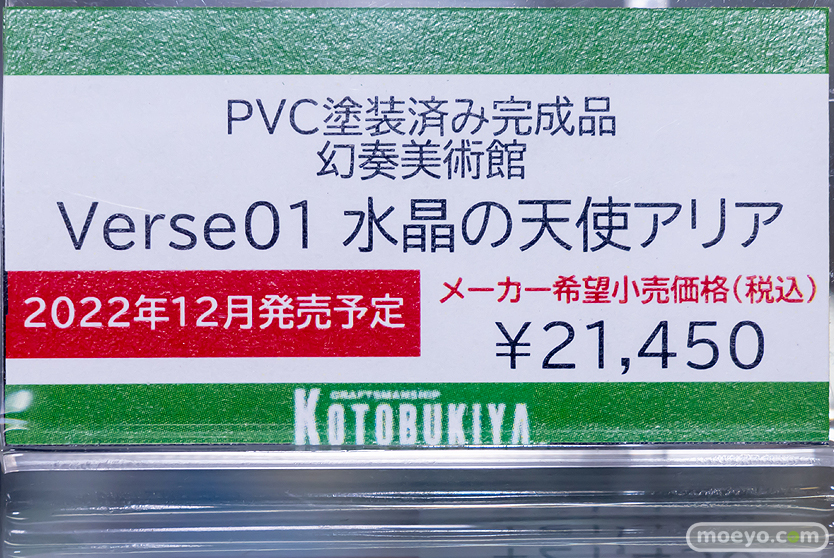 PVC塗装済み完成品
幻奏美術館
Verse01 水晶の天使アリア
2022年12月発売予定
メーカー希望小売価格(税込)
¥21,450
CRAFTSMANSHIP
KOTOBUKIYA
moeyo.com